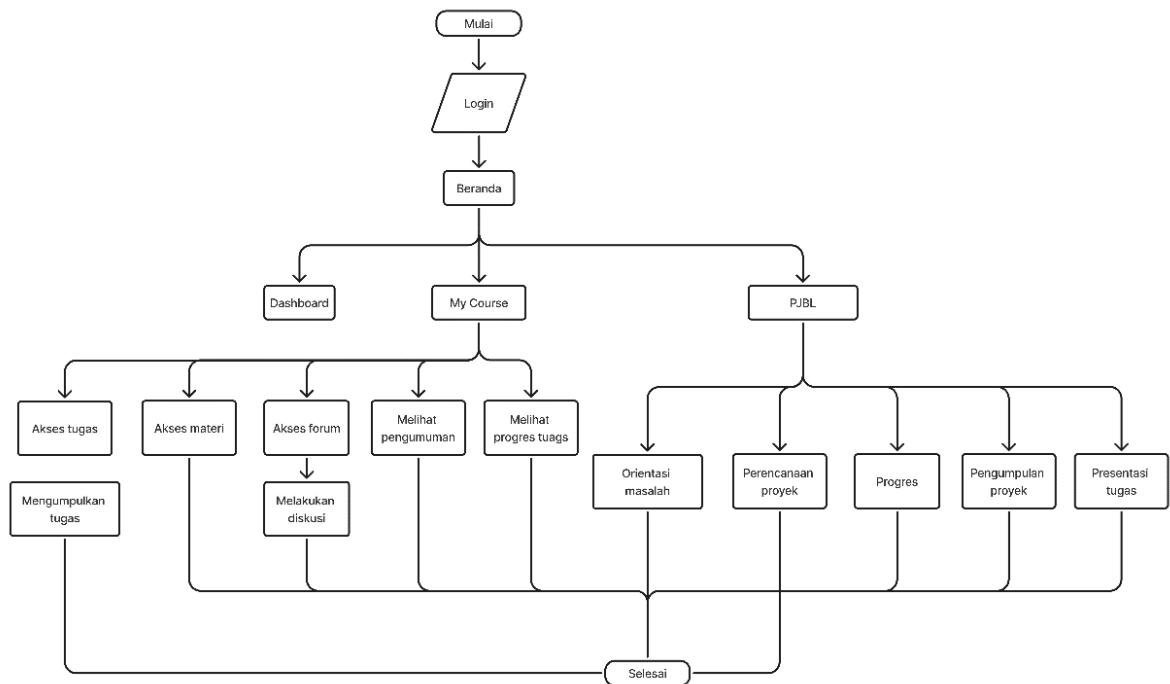 Mulai
Login
Beranda
Dashboard
My Course
PJBL
Akses tugas
Akses materi
Akses forum
Melihat
pengumuman
Melihat
progres tuags
Mengumpulkan
tugas
Melakukan
diskusi
Orientasi
masalah
Perencanaan
proyek
Progres
Pengumpulan
proyek
Presentasi
tugas
Selesai